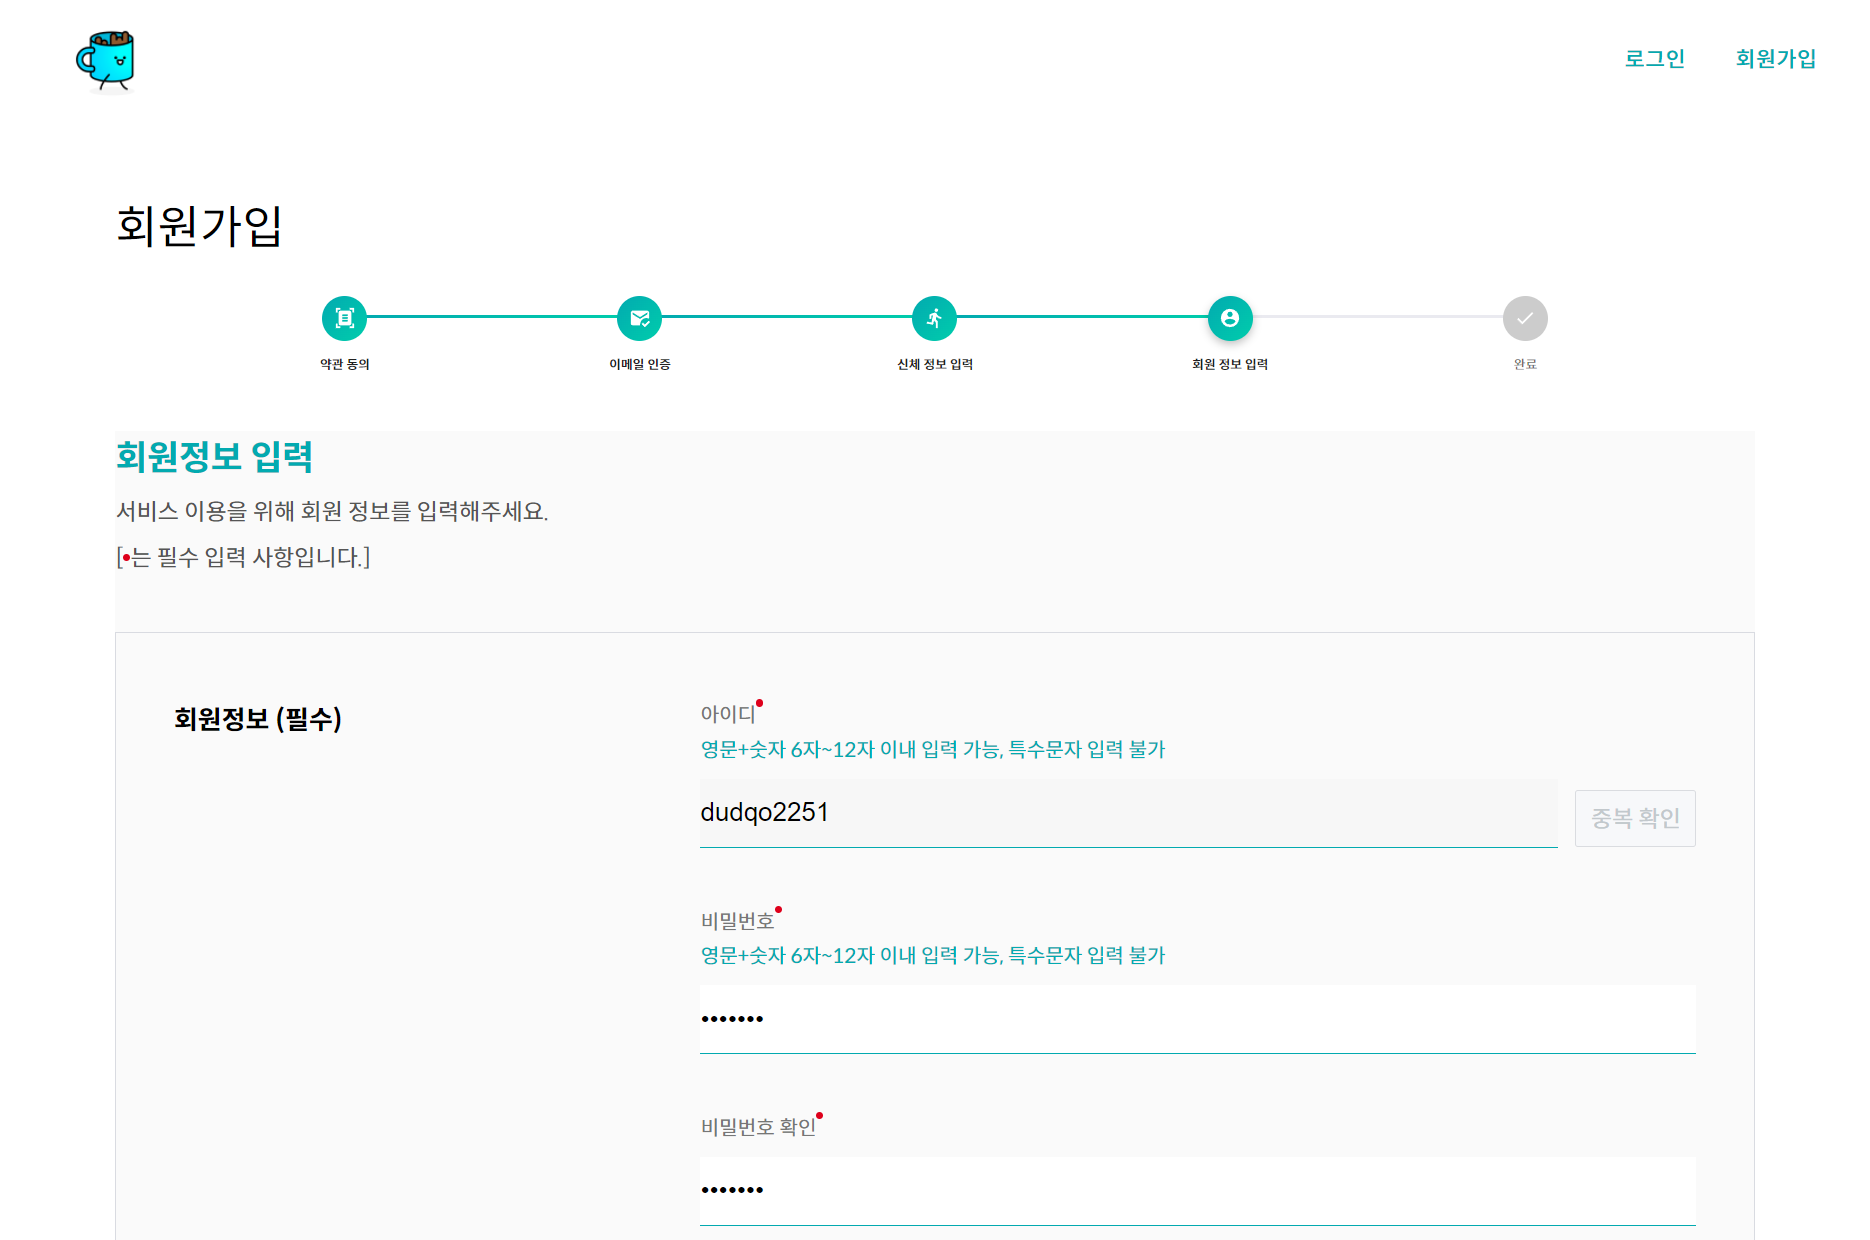 로그인 회원가입
회원가입
약관 동의 이메일 인증 신체 정보 입력 회원 정보 입력 완료
회원정보 입력
서비스 이용을 위해 회원 정보를 입력해주세요.
[•는 필수 입력 사항입니다.]
회원정보 (필수)
아이디•
영문+숫자 6자~12자 이내 입력 가능, 특수문자 입력 불가
dudqo2251
중복 확인
비밀번호•
영문+숫자 6자~12자 이내 입력 가능, 특수문자 입력 불가
•••••••
비밀번호 확인•
•••••••